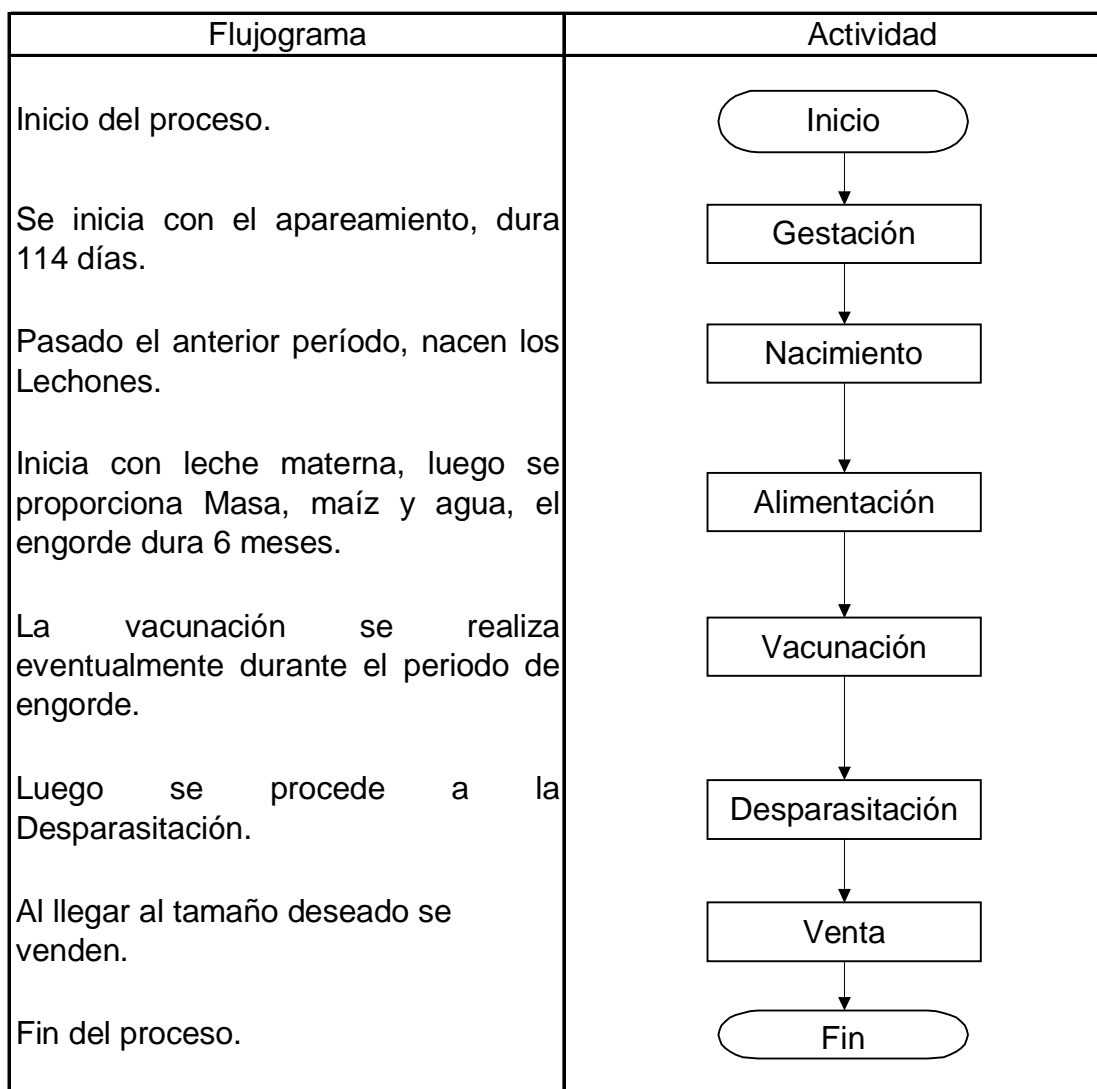 Flujograma
Actividad
Inicio del proceso.
Inicio
Se inicia con el apareamiento, dura
114 días.
Gestación
Pasado el anterior período, nacen los
Lechones.
Nacimiento
Inicia con leche materna, luego se
proporciona Masa, maíz y agua, el
engorde dura 6 meses.
Alimentación
La vacunación se realiza
eventualmente durante el periodo de
engorde.
Vacunación
Luego se procede a la
Desparasitación.
Desparasitación
Al llegar al tamaño deseado se
venden.
Venta
Fin del proceso.
Fin